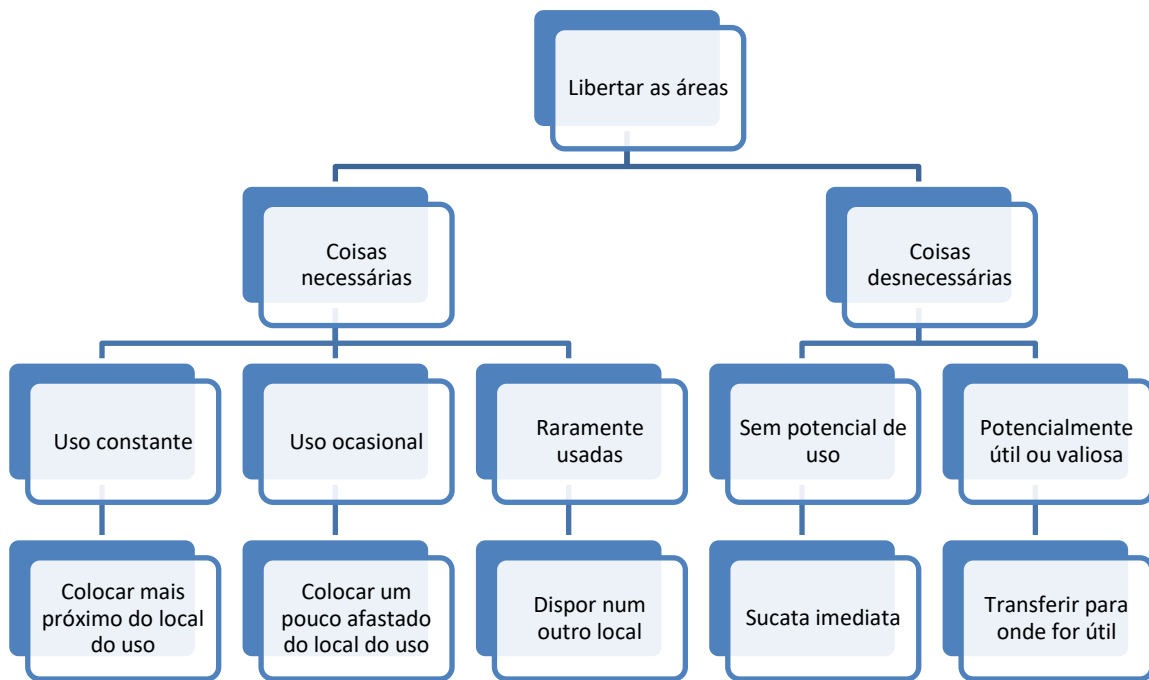 Libertar as áreas
Coisas
necessárias
Coisas
desnecessárias
Uso constante
Uso ocasional
Raramente
usadas
Sem potencial de
uso
Potencialmente
útil ou valiosa
Colocar mais
próximo do local
do uso
Colocar um
pouco afastado
do local do uso
Dispor num
outro local
Sucata imediata
Transferir para
onde for útil